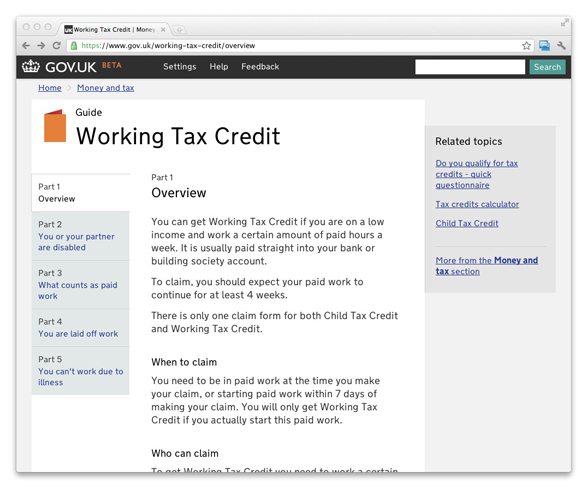 Working Tax Credit | Money
https://www.gov.uk/working-tax-credit/overview
GOV.UK BETA
Settings Help Feedback
Search
Home Money and tax
Guide
Working Tax Credit
Part 1
Overview
Part 2
You or your partner
are disabled
Part 3
What counts as paid
work
Part 4
You are laid off work
Part 5
You can't work due to
illness
Part 1
Overview
You can get Working Tax Credit if you are on a low
income and work a certain amount of paid hours a
week. It is usually paid straight into your bank or
building society account.
To claim, you should expect your paid work to
continue for at least 4 weeks.
There is only one claim form for both Child Tax Credit
and Working Tax Credit.
When to claim
You need to be in paid work at the time you make
your claim, or starting paid work within 7 days of
making your claim. You will only get Working Tax
Credit if you actually start this paid work.
Who can claim
To get Working Tax Credit you need to work a certain
Related topics
Do you qualify for tax
credits - quick
questionnaire
Tax credits calculator
Child Tax Credit
More from the Money and
tax section